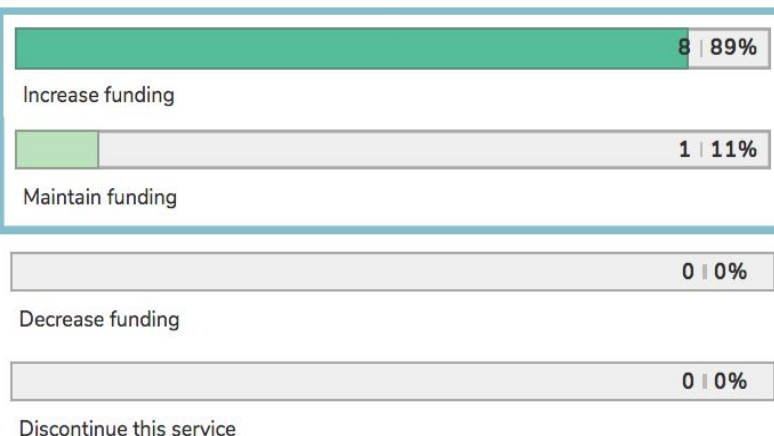 8 | 89%
Increase funding
1 | 11%
Maintain funding
0 | 0%
Decrease funding
0 | 0%
Discontinue this service